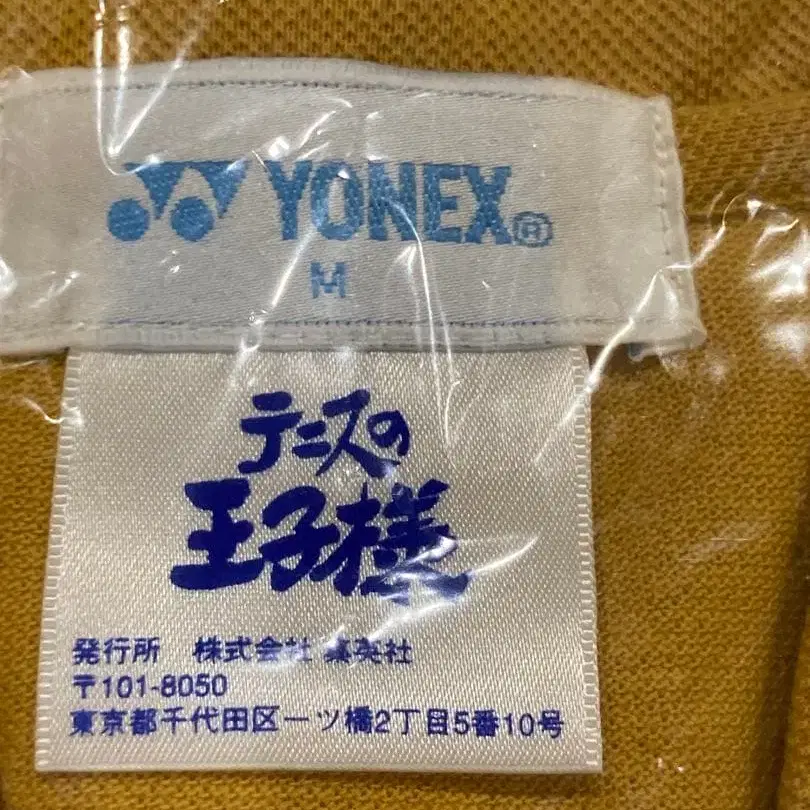 YONEX®
M
テニスの
王子様
発行所 株式会社 集英社
〒101-8050
東京都千代田区一ツ橋2丁目5番10号